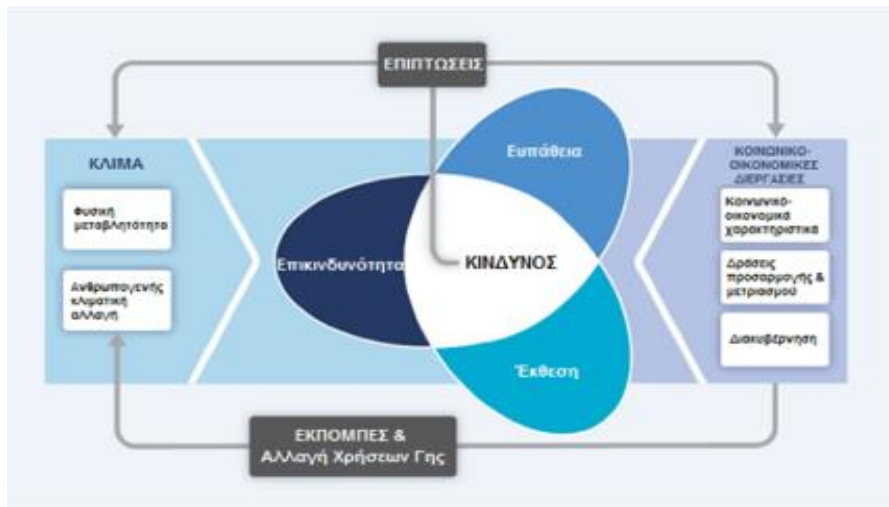 ΕΠΙΠΤΩΣΕΙΣ
ΚΛΙΜΑ
Φυσική
μεταβλητότητα
Ανθρωπογενής
κλιματική
αλλαγή
Ευπάθεια
Επικινδυνότητα
ΚΙΝΔΥΝΟΣ
Έκθεση
ΚΟΙΝΩΝΙΚΟ-
ΟΙΚΟΝΟΜΙΚΕΣ
ΔΙΕΡΓΑΣΙΕΣ
Κοινωνικο-
οικονομικά
χαρακτηριστικά
Δράσεις
προσαρμογής &
μετριασμού
Διακυβέρνηση
ΕΚΠΟΜΠΕΣ &
Αλλαγή Χρήσεων Γης